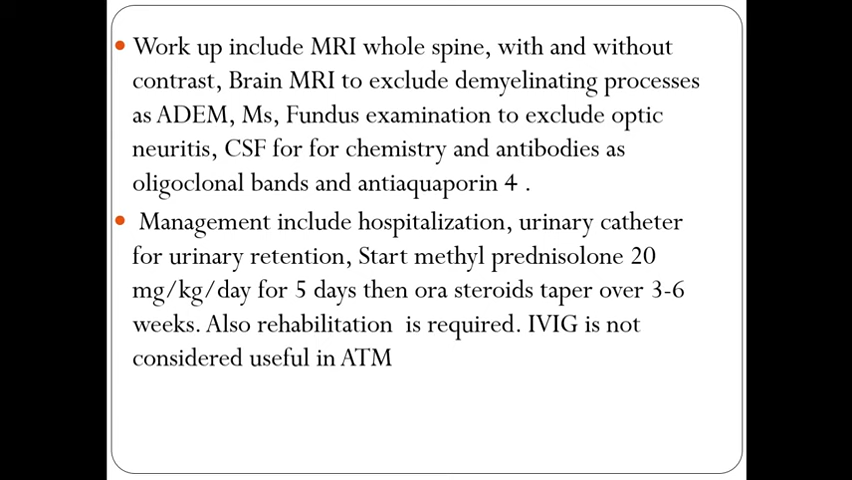 • Work up include MRI whole spine, with and without
contrast, Brain MRI to exclude demyelinating processes
as ADEM, Ms, Fundus examination to exclude optic
neuritis, CSF for for chemistry and antibodies as
oligoclonal bands and antiaquaporin 4 .
• Management include hospitalization, urinary catheter
for urinary retention, Start methyl prednisolone 20
mg/kg/day for 5 days then ora steroids taper over 3-6
weeks. Also rehabilitation is required. IVIG is not
considered useful in ATM